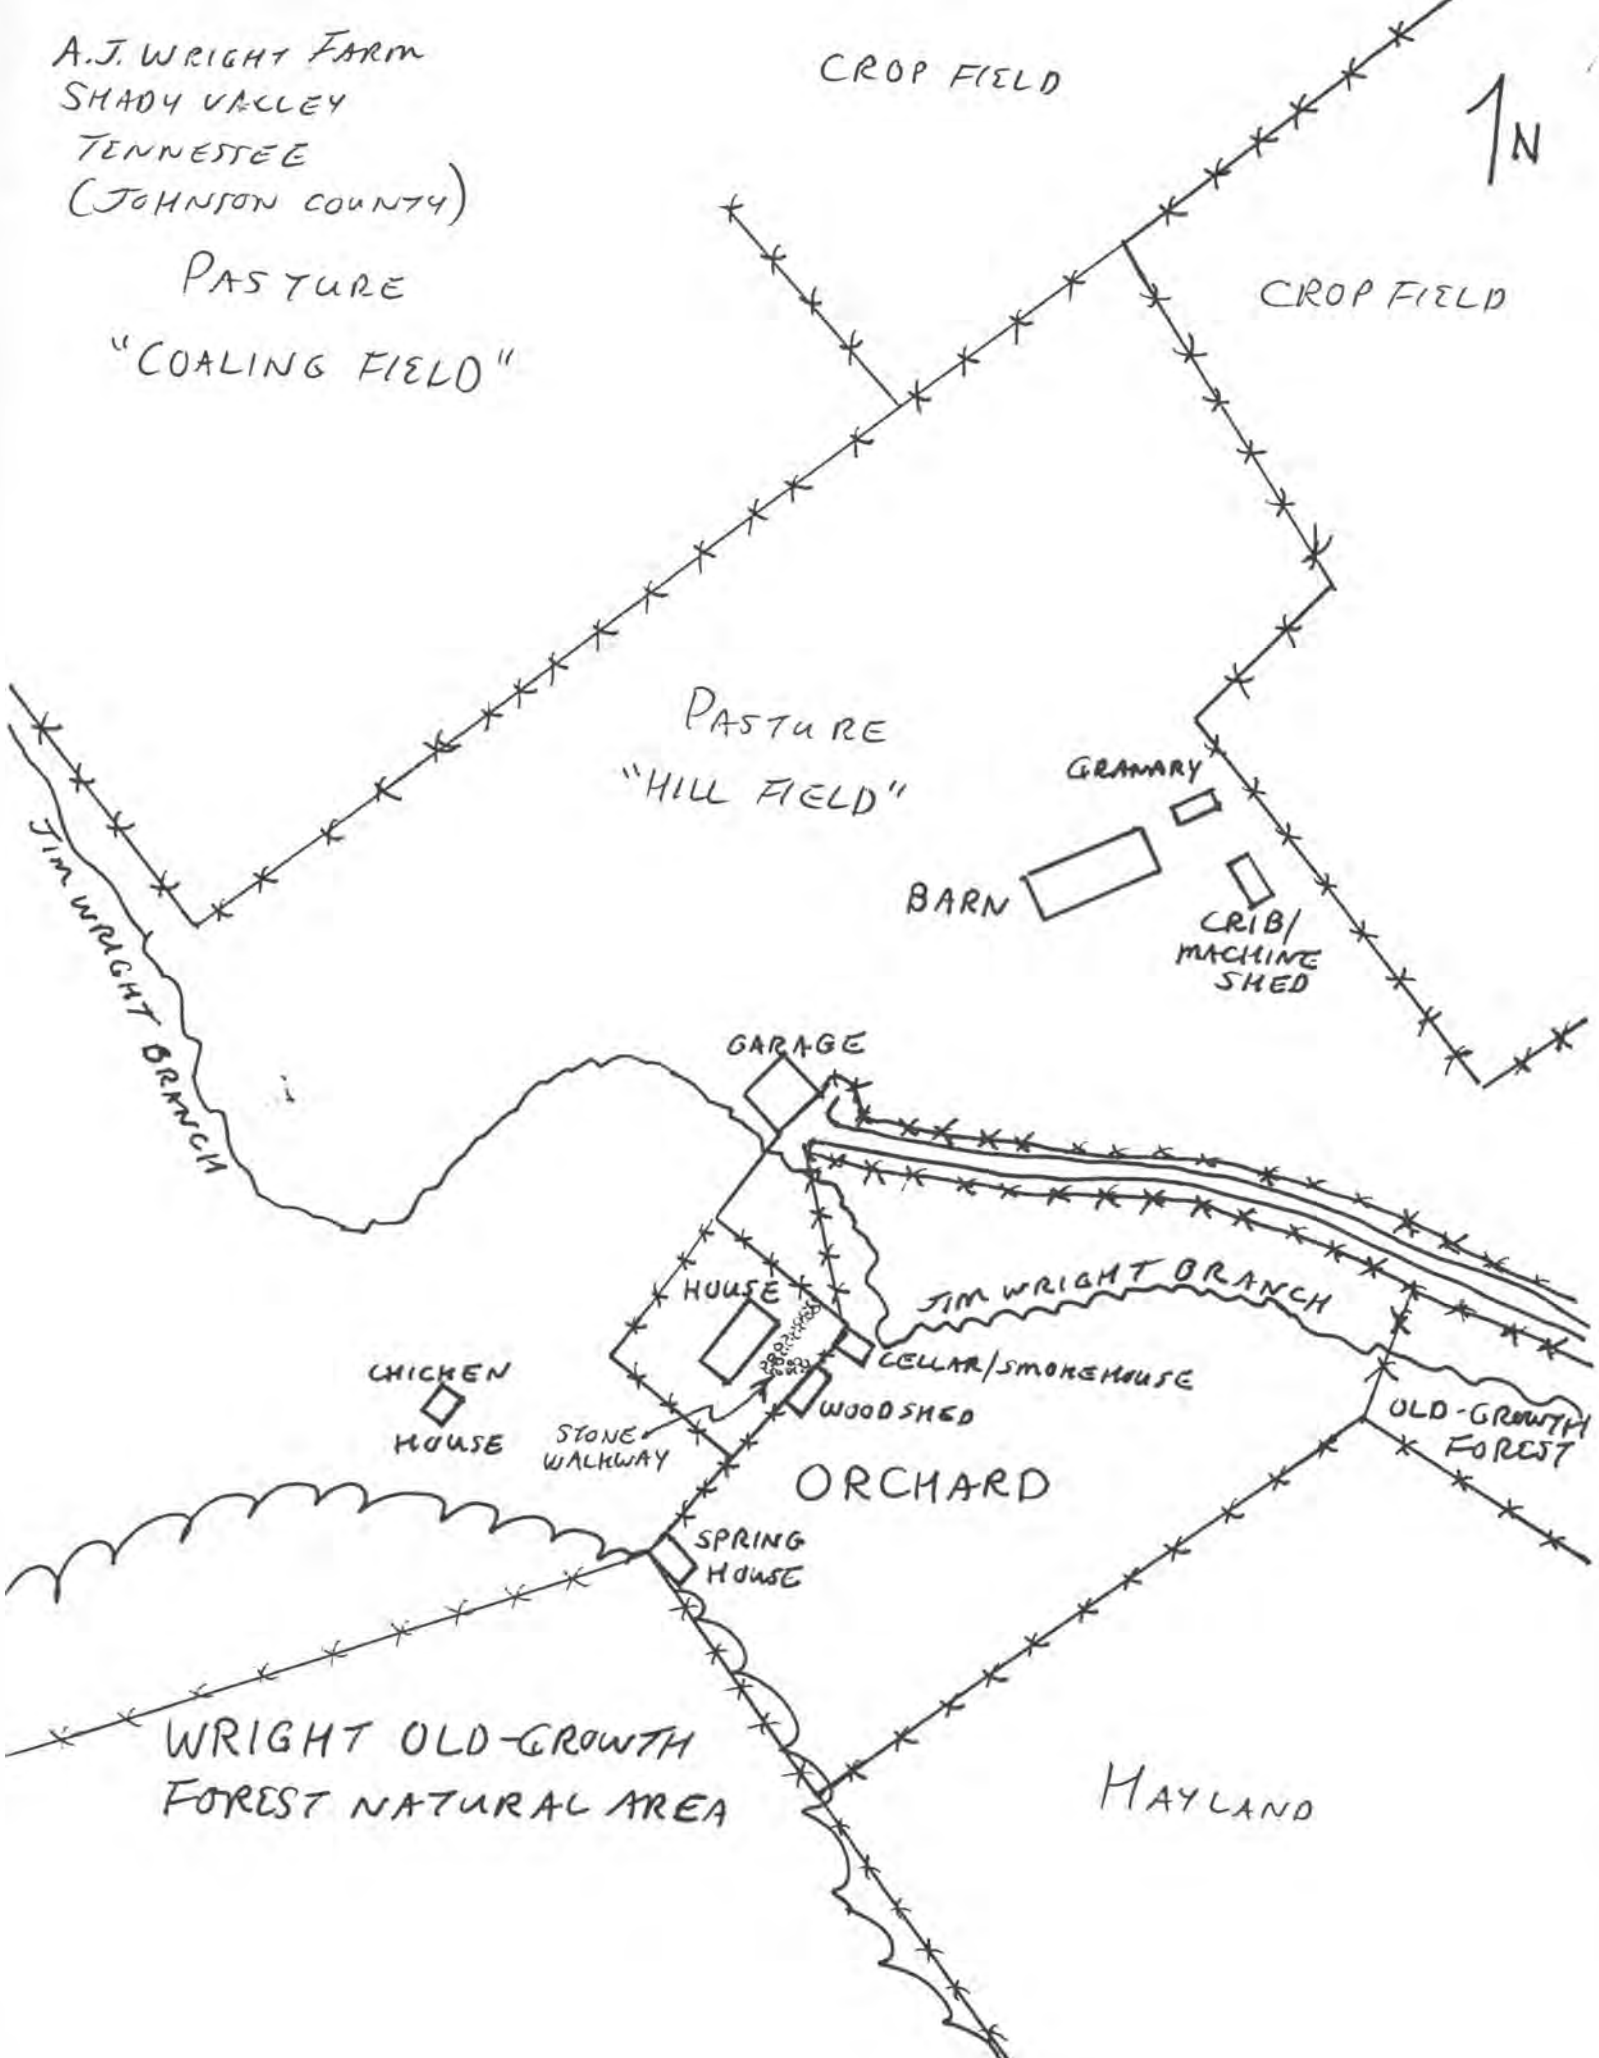 A.J. WRIGHT FARM
SHADY VALLEY
TENNESSEE
(JOHNSON COUNTY)
CROP FIELD
N
PASTURE
"COALING FIELD"
CROP FIELD
PASTURE
"HILL FIELD"
GRANARY
BARN
CRIB/
MACHINE
SHED
JIM WRIGHT BRANCH
GARAGE
HOUSE
JIM WRIGHT BRANCH
CELLAR/SMOKEHOUSE
CHICKEN
HOUSE
WOODSHED
STONE
WALKWAY
OLD-GROWTH
FOREST
ORCHARD
SPRING
HOUSE
WRIGHT OLD-GROWTH
FOREST NATURAL AREA
HAYLAND